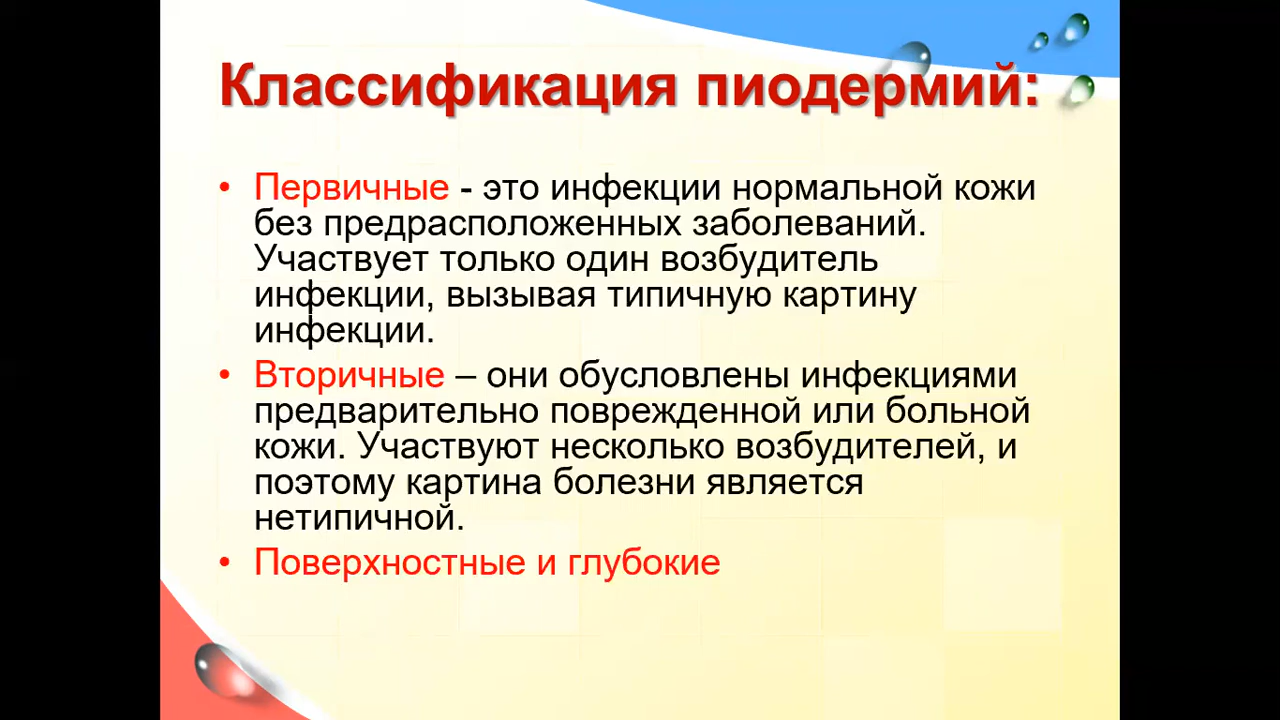 Классификация пиодермий:
• Первичные - это инфекции нормальной кожи
без предрасположенных заболеваний.
Участвует только один возбудитель
инфекции, вызывая типичную картину
инфекции.
• Вторичные – они обусловлены инфекциями
предварительно поврежденной или больной
кожи. Участвуют несколько возбудителей, и
поэтому картина болезни является
нетипичной.
• Поверхностные и глубокие